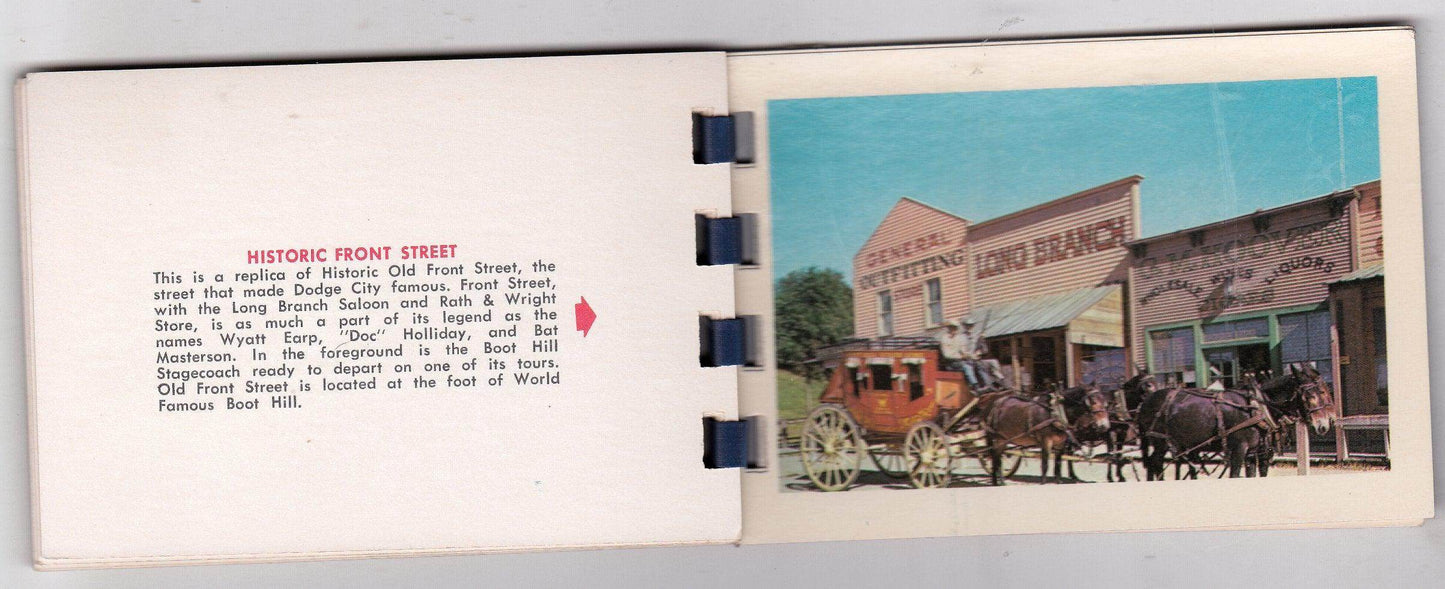 HISTORIC FRONT STREET
This is a replica of Historic Old Front Street, the
street that made Dodge City famous. Front Street,
with the Long Branch Saloon and Rath & Wright
Store, is as much a part of its legend as the
names Wyatt Earp, "Doc" Holliday, and Bat
Masterson. In the foreground is the Boot Hill
Stagecoach ready to depart on one of its tours.
Old Front Street is located at the foot of World
Famous Boot Hill.
GENERAL
OUTFITTING
LONG BRANCH
WHOLESALE WINES LIQUORS